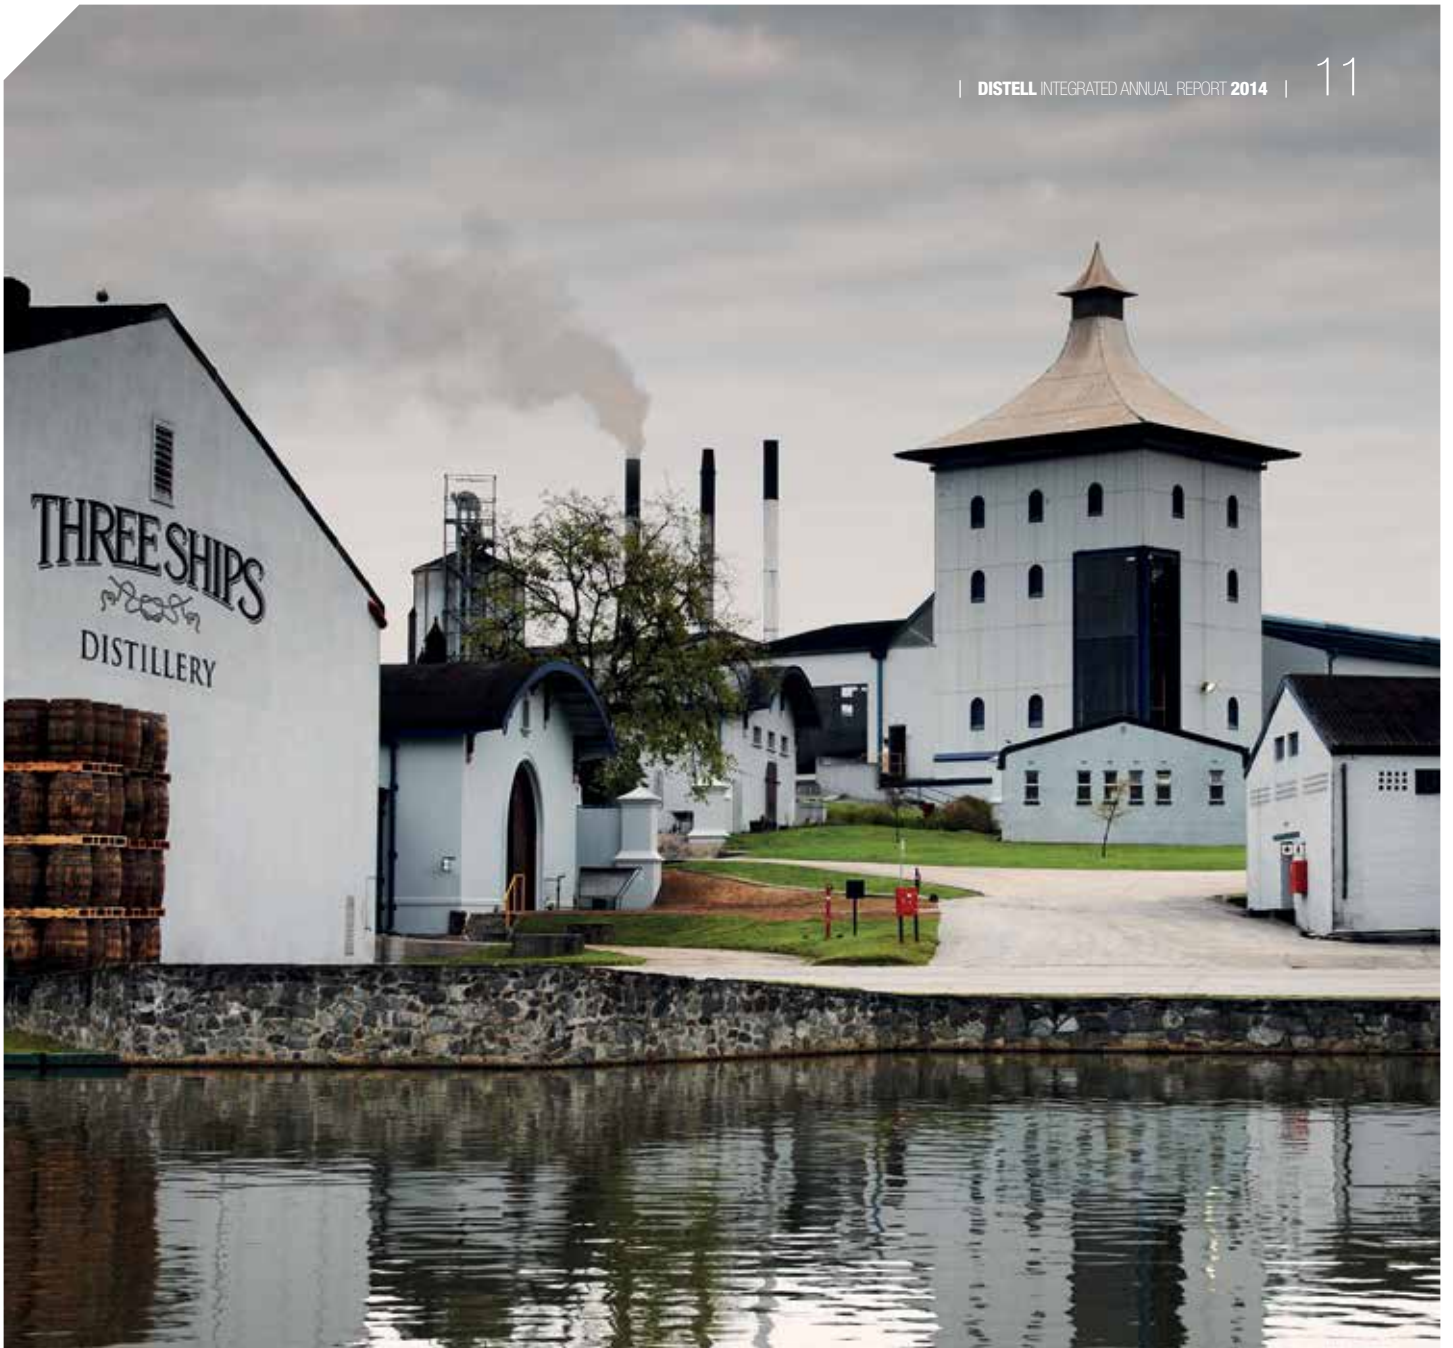 | DISTELL INTEGRATED ANNUAL REPORT 2014 | 11
THREE SHIPS
DISTILLERY